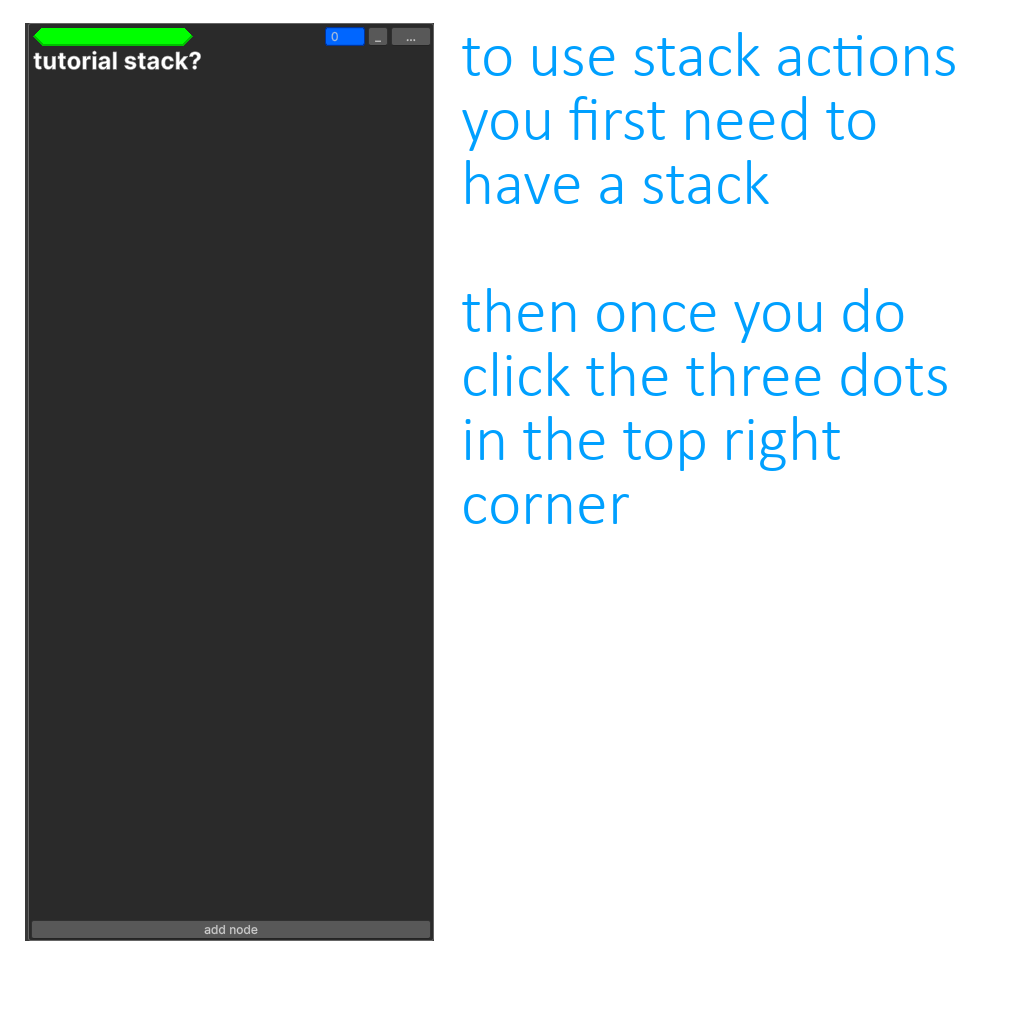 0 _ ...
tutorial stack?
add node
to use stack actions
you first need to
have a stack
then once you do
click the three dots
in the top right
corner